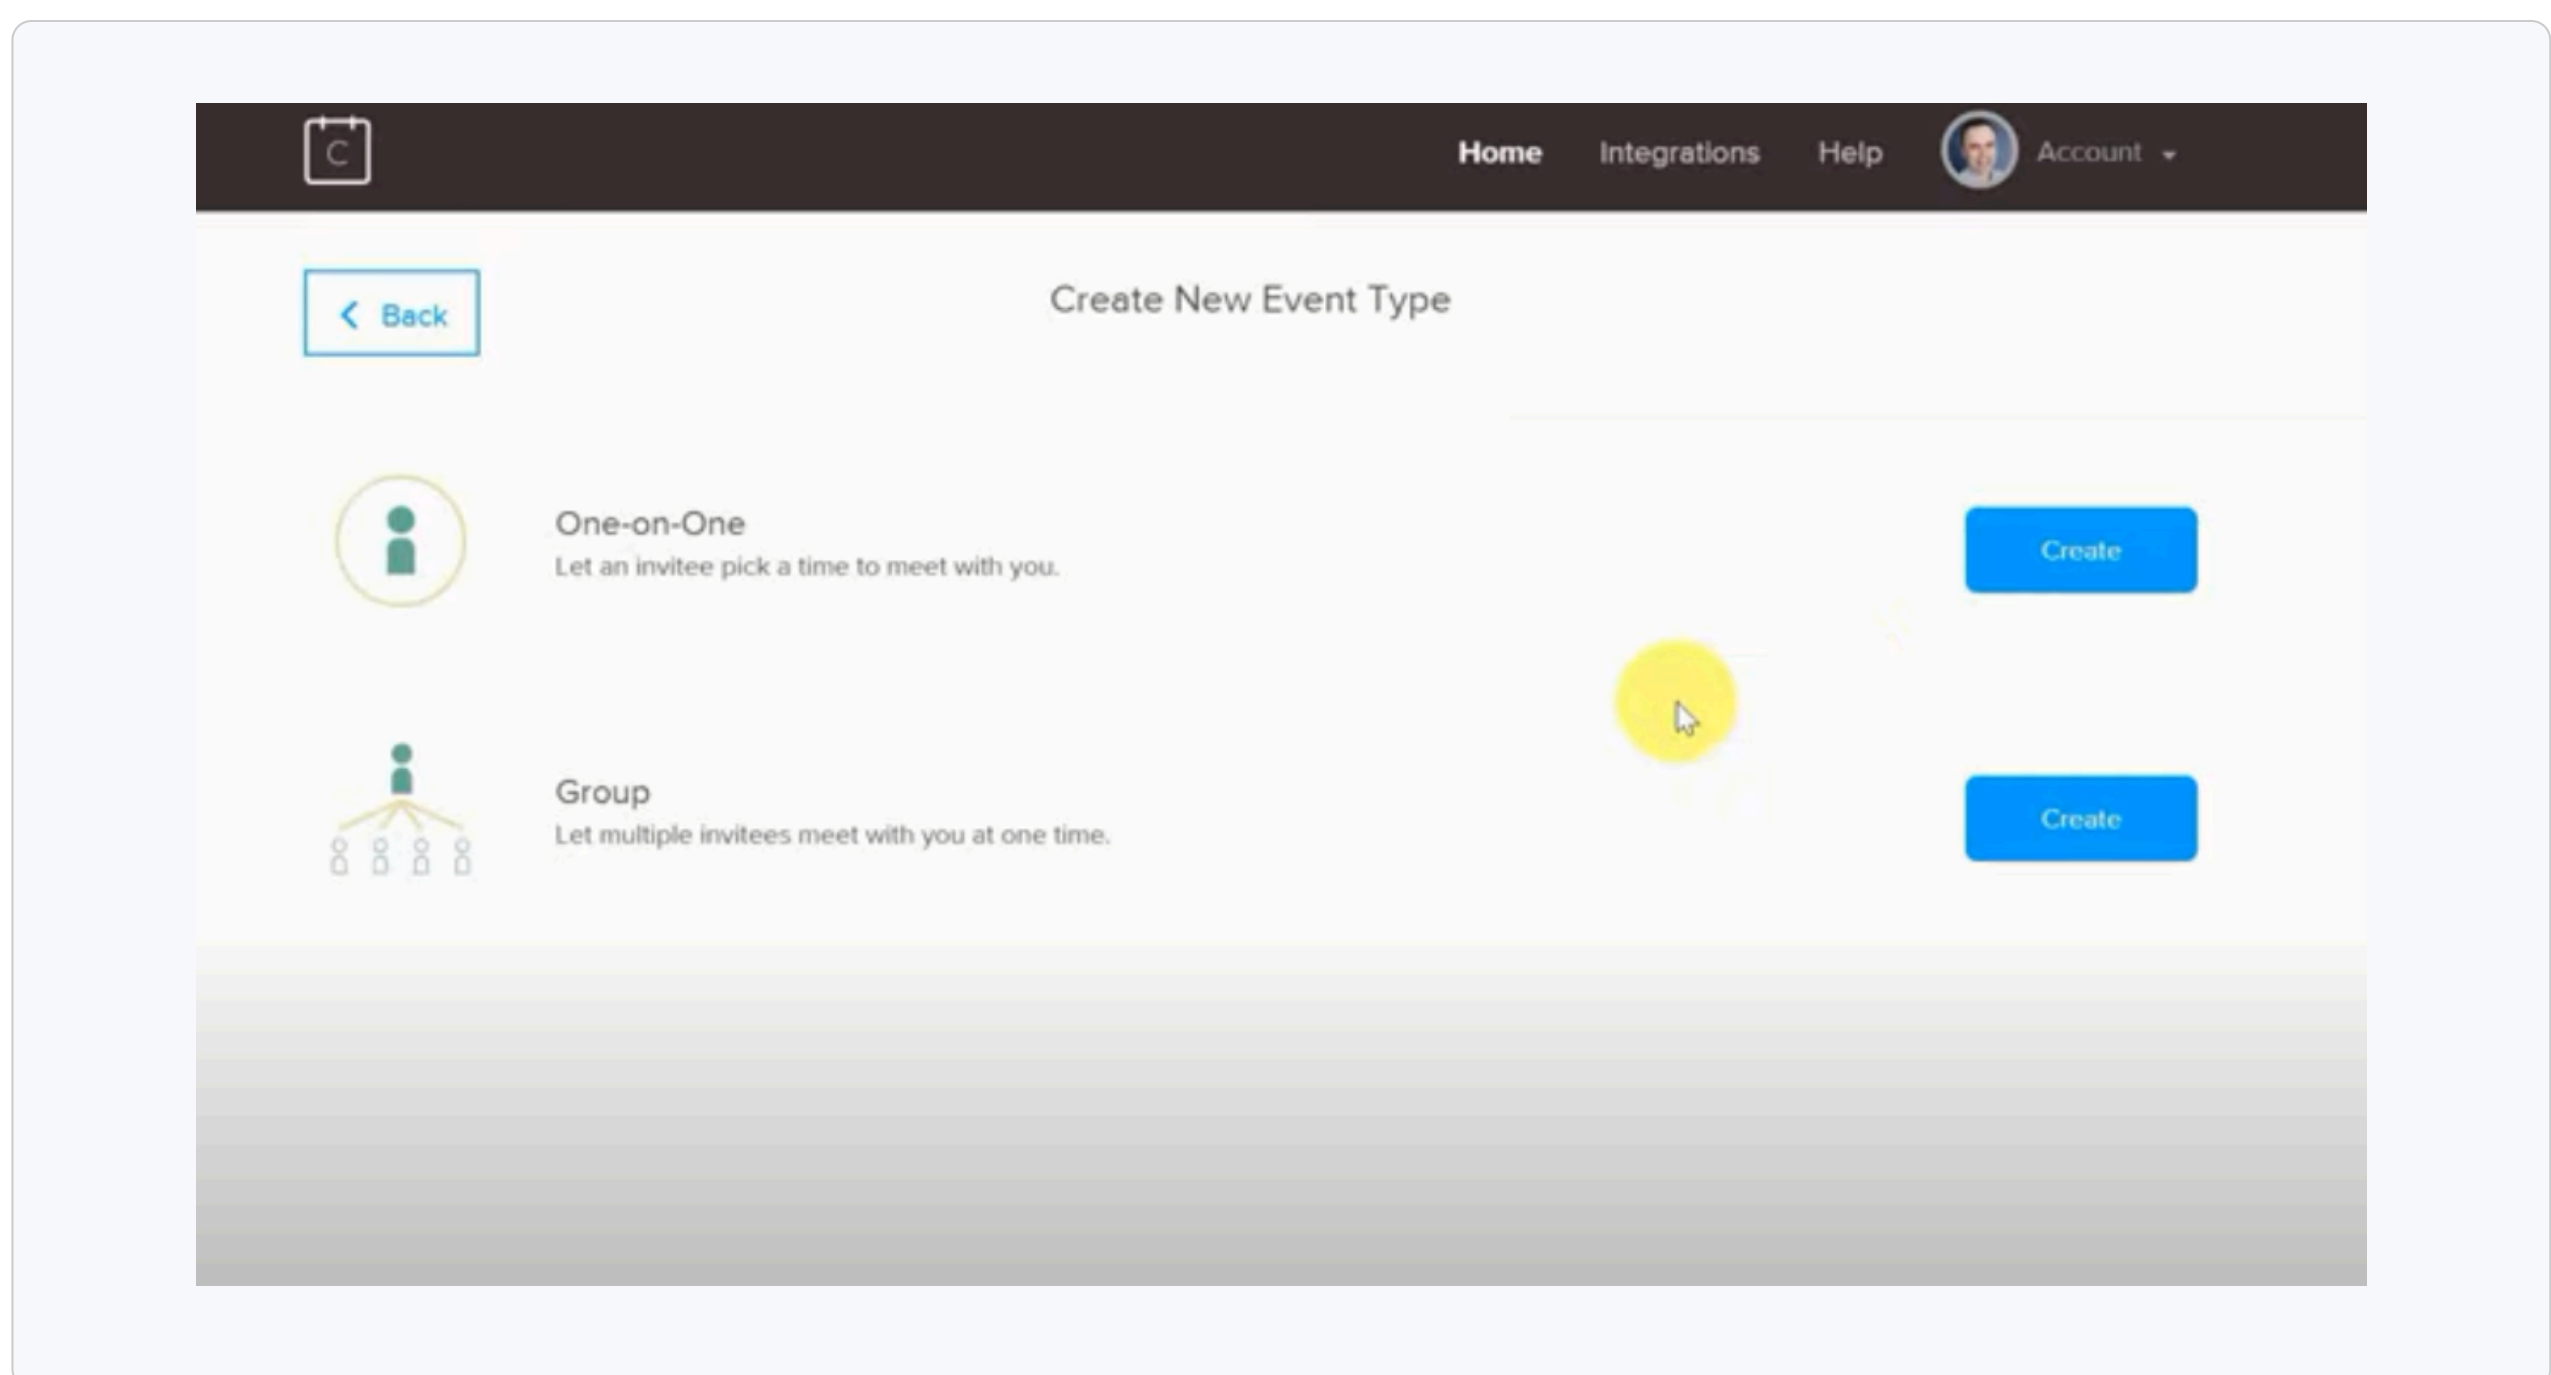 C
Home Integrations Help Account
Back
Create New Event Type
One-on-One
Let an invitee pick a time to meet with you.
Create
Group
Let multiple invitees meet with you at one time.
Create